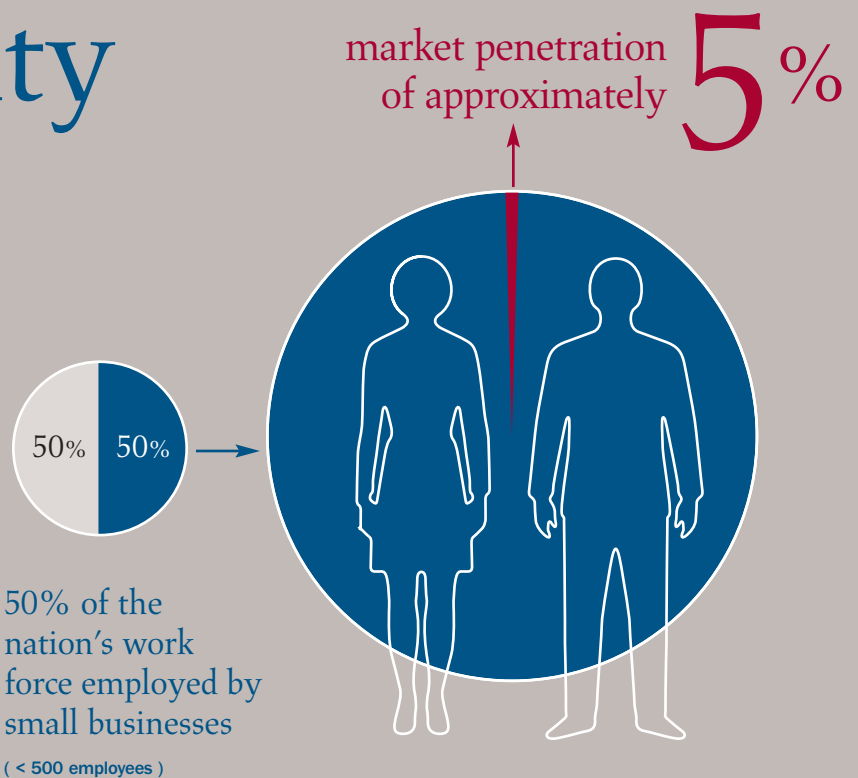 ty
market penetration
of approximately
5%
50% 50%
50% of the
nation’s work
force employed by
small businesses
( < 500 employees )